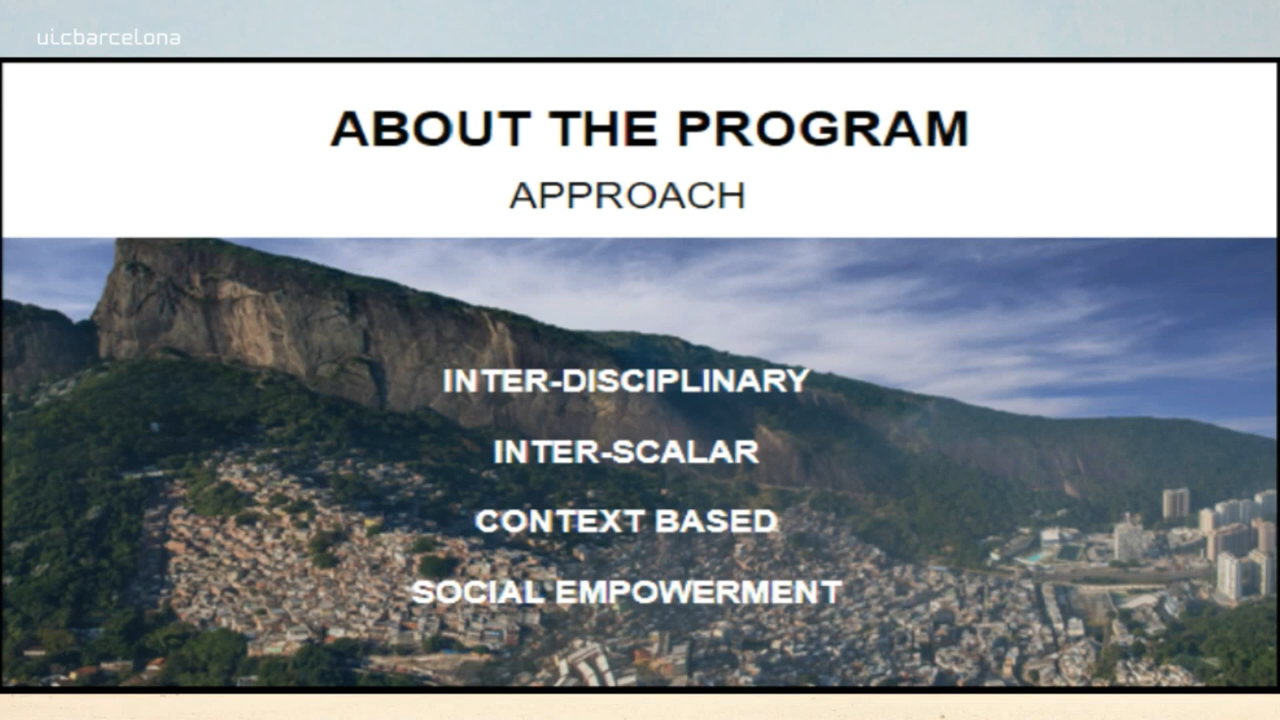 uicbarcelona
ABOUT THE PROGRAM
APPROACH
INTER-DISCIPLINARY
INTER-SCALAR
CONTEXT BASED
SOCIAL EMPOWERMENT